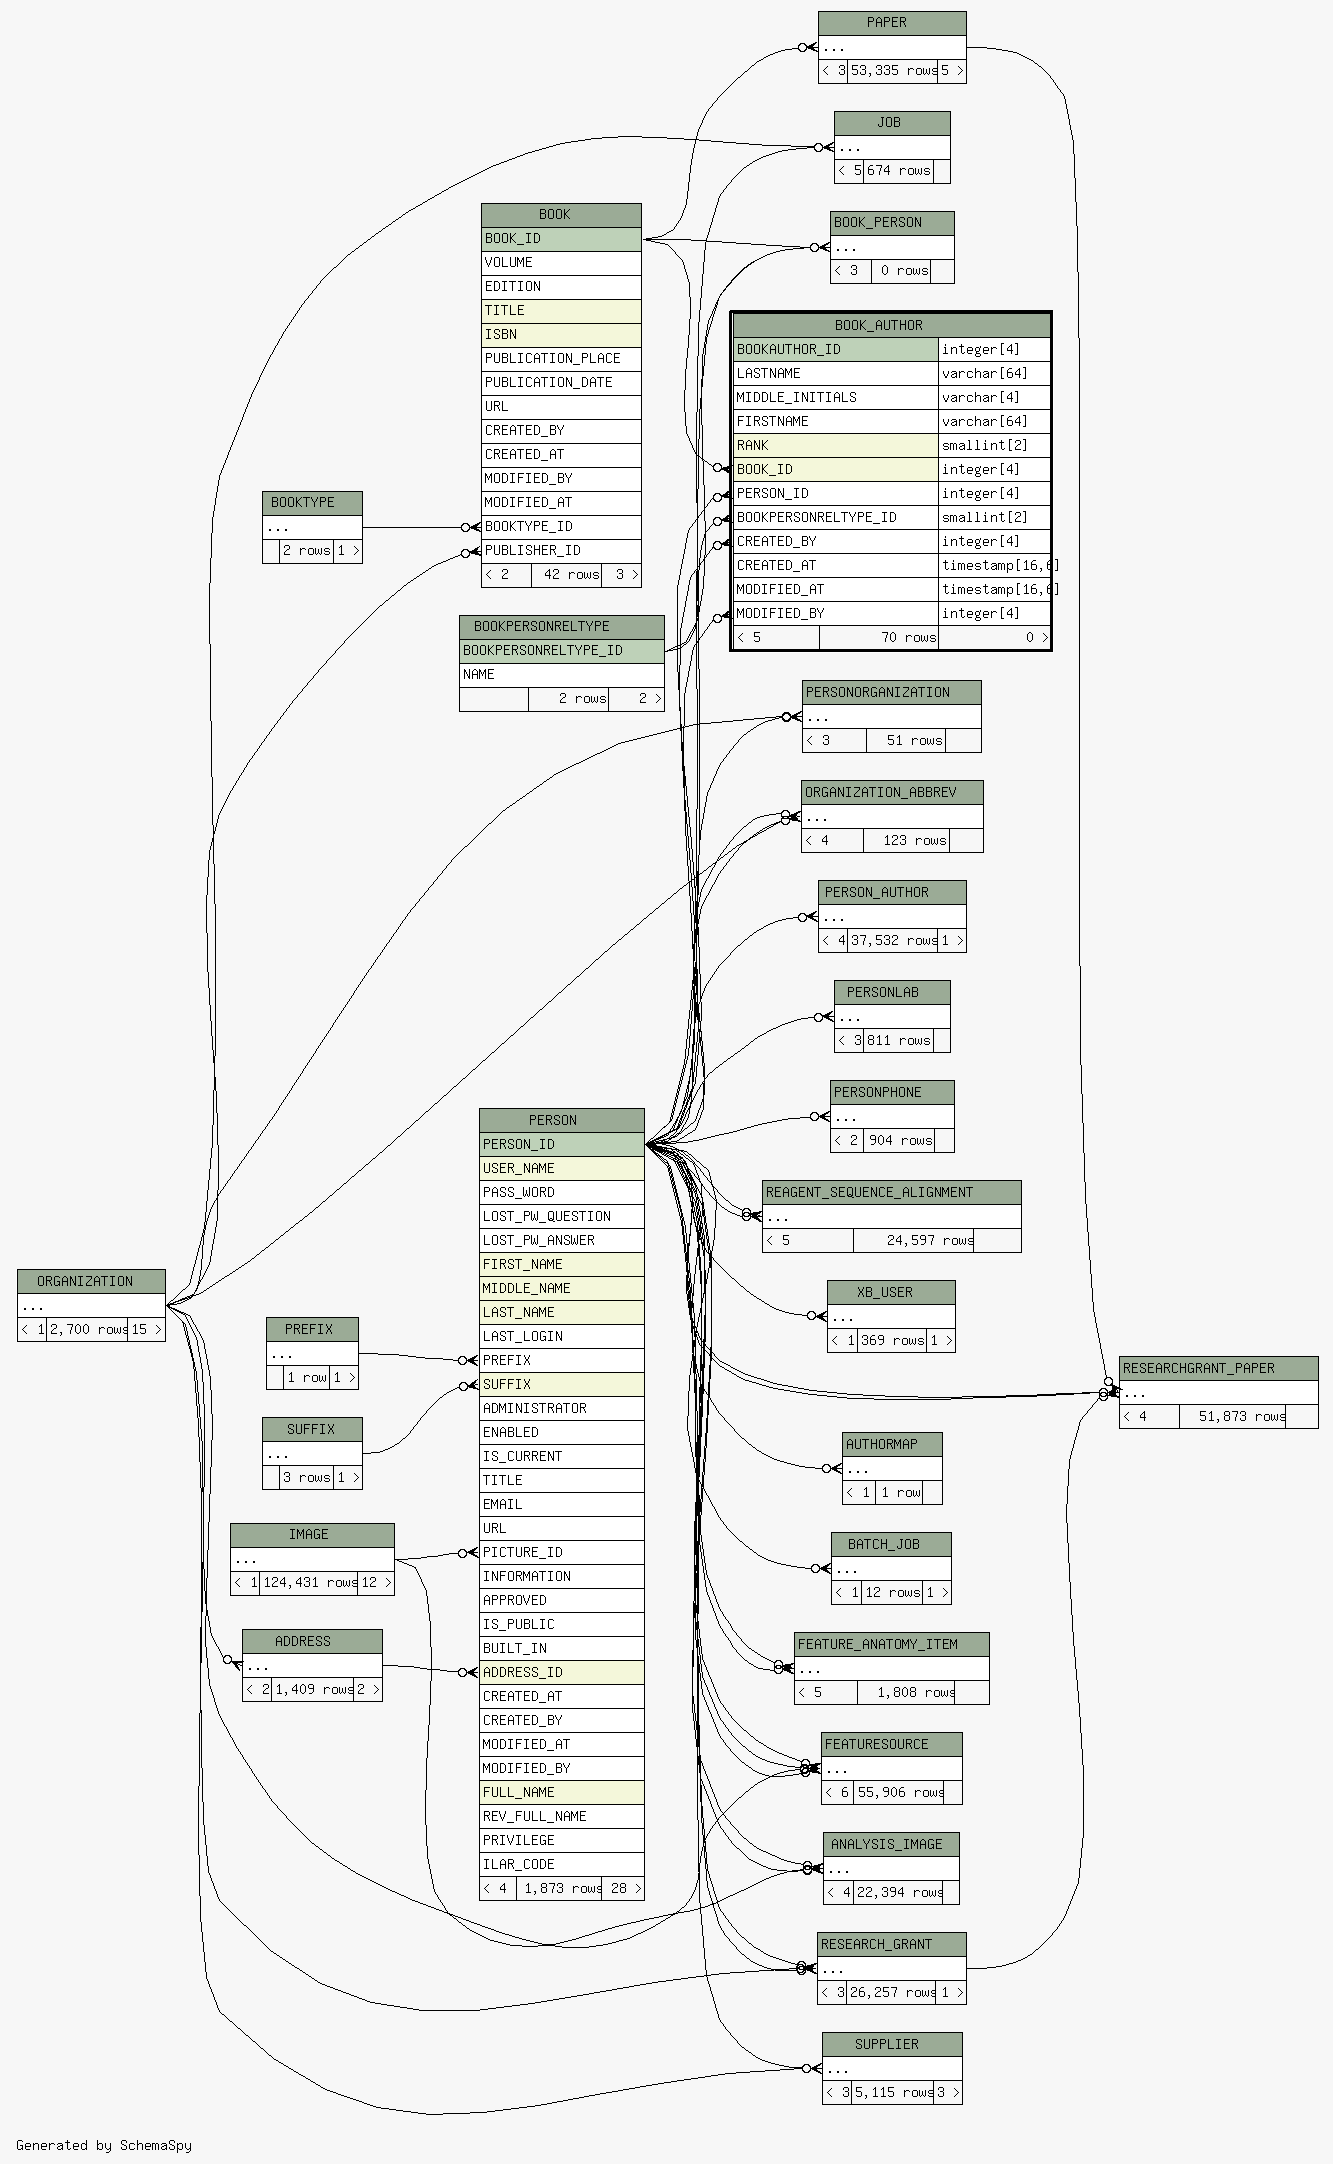 PAPER
...
< 3 53,335 rows 5 >
JOB
...
< 5 674 rows
BOOK_PERSON
...
< 3 0 rows
BOOK
BOOK_ID
VOLUME
EDITION
TITLE
ISBN
PUBLICATION_PLACE
PUBLICATION_DATE
URL
CREATED_BY
CREATED_AT
MODIFIED_BY
MODIFIED_AT
BOOKTYPE_ID
PUBLISHER_ID
< 2 42 rows 3 >
BOOK_AUTHOR
BOOKAUTHOR_ID integer[4]
LASTNAME varchar[64]
MIDDLE_INITIALS varchar[4]
FIRSTNAME varchar[64]
RANK smallint[2]
BOOK_ID integer[4]
PERSON_ID integer[4]
BOOKPERSONRELTYPE_ID smallint[2]
CREATED_BY integer[4]
CREATED_AT timestamp[16,6]
MODIFIED_AT timestamp[16,6]
MODIFIED_BY integer[4]
< 5 70 rows 0 >
BOOKTYPE
...
2 rows 1 >
BOOKPERSONRELTYPE
BOOKPERSONRELTYPE_ID
NAME
2 rows 2 >
PERSONORGANIZATION
...
< 3 51 rows
ORGANIZATION_ABBREV
...
< 4 123 rows
PERSON_AUTHOR
...
< 4 37,532 rows 1 >
PERSONLAB
...
< 3 811 rows
PERSONPHONE
...
< 2 904 rows
REAGENT_SEQUENCE_ALIGNMENT
...
< 5 24,597 rows
XB_USER
...
< 1 369 rows 1 >
PERSON
PERSON_ID
USER_NAME
PASS_WORD
LOST_PW_QUESTION
LOST_PW_ANSWER
FIRST_NAME
MIDDLE_NAME
LAST_NAME
LAST_LOGIN
PREFIX
SUFFIX
ADMINISTRATOR
ENABLED
IS_CURRENT
TITLE
EMAIL
URL
PICTURE_ID
INFORMATION
APPROVED
IS_PUBLIC
BUILT_IN
ADDRESS_ID
CREATED_AT
CREATED_BY
MODIFIED_AT
MODIFIED_BY
FULL_NAME
REV_FULL_NAME
PRIVILEGE
ILAR_CODE
< 4 1,873 rows 28 >
ORGANIZATION
...
< 1 2,700 rows 15 >
PREFIX
...
1 row 1 >
SUFFIX
...
3 rows 1 >
IMAGE
...
< 1 124,431 rows 12 >
ADDRESS
...
< 2 1,409 rows 2 >
RESEARCHGRANT_PAPER
...
< 4 51,873 rows
AUTHORMAP
...
< 1 1 row
BATCH_JOB
...
< 1 12 rows 1 >
FEATURE_ANATOMY_ITEM
...
< 5 1,808 rows
FEATURESOURCE
...
< 6 55,906 rows
ANALYSIS_IMAGE
...
< 4 22,394 rows
RESEARCH_GRANT
...
< 3 26,257 rows 1 >
SUPPLIER
...
< 3 5,115 rows 3 >
Generated by SchemaSpy